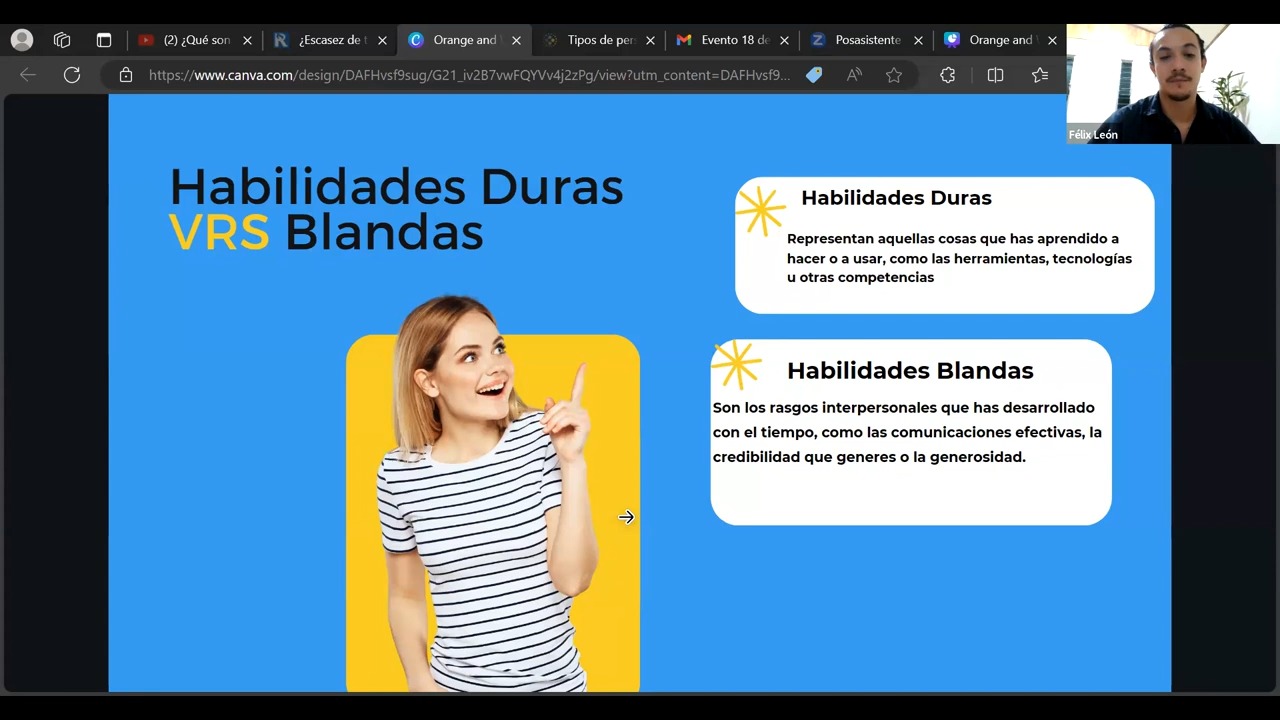 (2) ¿Qué son
¿Escasez de t
Orange and
Tipos de per
Evento 18 de
Posasistente
Orange and
https://www.canva.com/design/DAFHvsf9sug/G21_iv2B7vwFQYVv4j2zPg/view?utm_content=DAFHvsf9...
Félix León
Habilidades Duras
VRS Blandas
Habilidades Duras
Representan aquellas cosas que has aprendido a
hacer o a usar, como las herramientas, tecnologías
u otras competencias
Habilidades Blandas
Son los rasgos interpersonales que has desarrollado
con el tiempo, como las comunicaciones efectivas, la
credibilidad que generes o la generosidad.